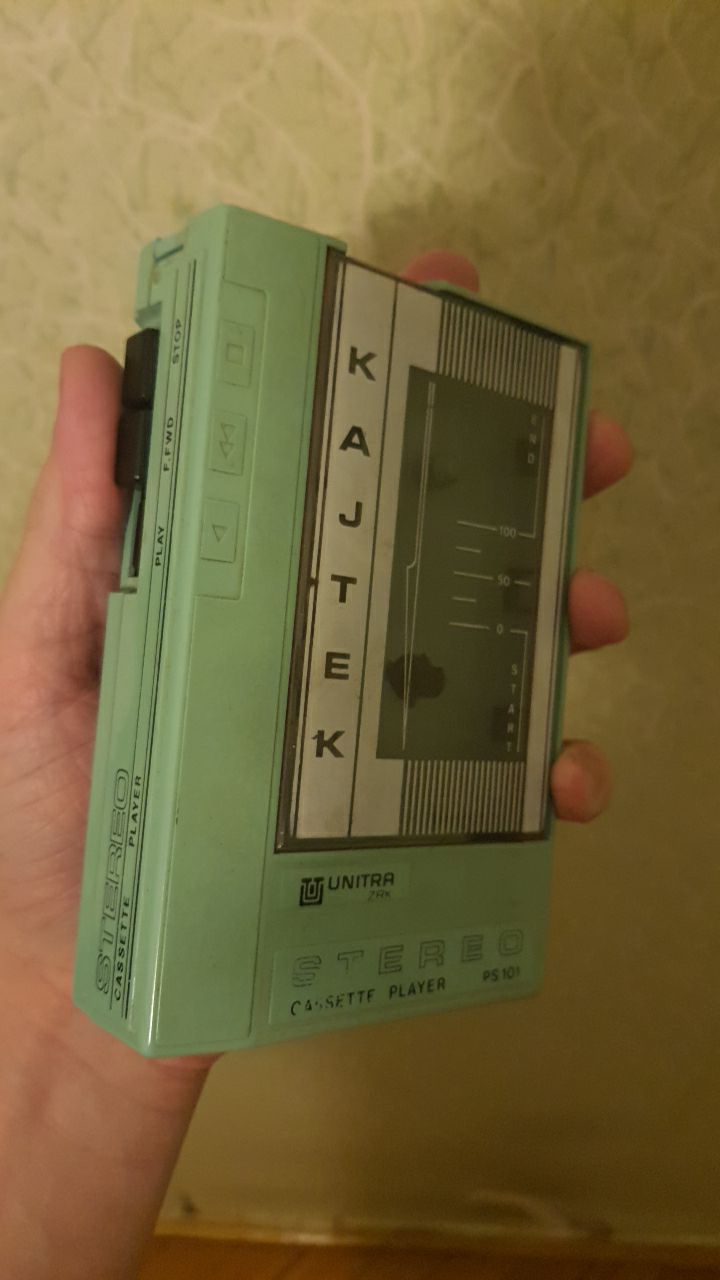 STOP
F.FWD
PLAY
STEREO
CASSETTE PLAYER
KAJTEK
END
100
50
0
START
UNITRA
ZRK
STEREO
CASSETTE PLAYER PS 101